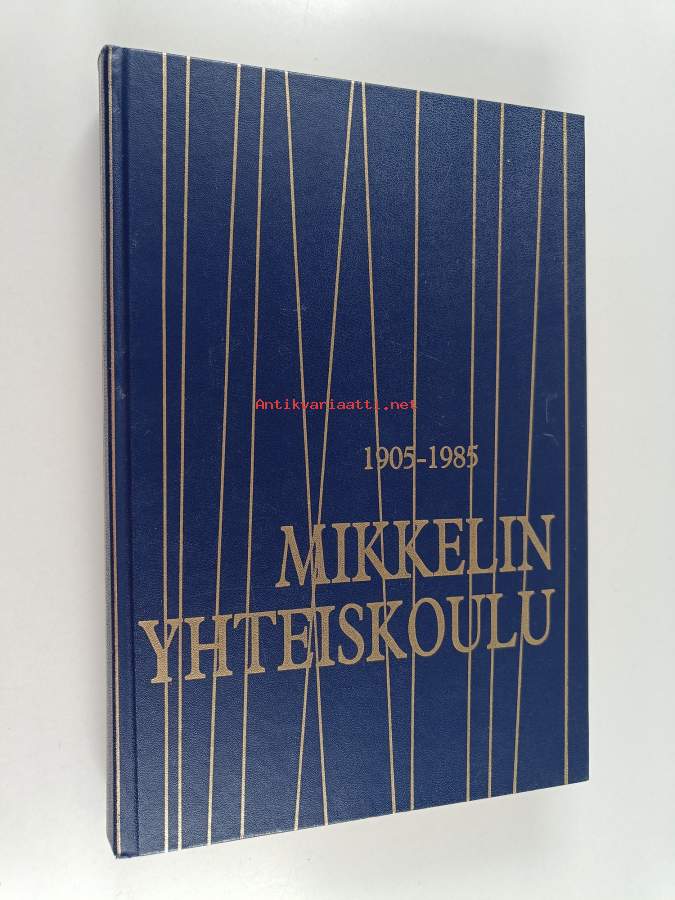 Antikvariaatti.net
1905-1985
MIKKELIN
YHTEISKOULU